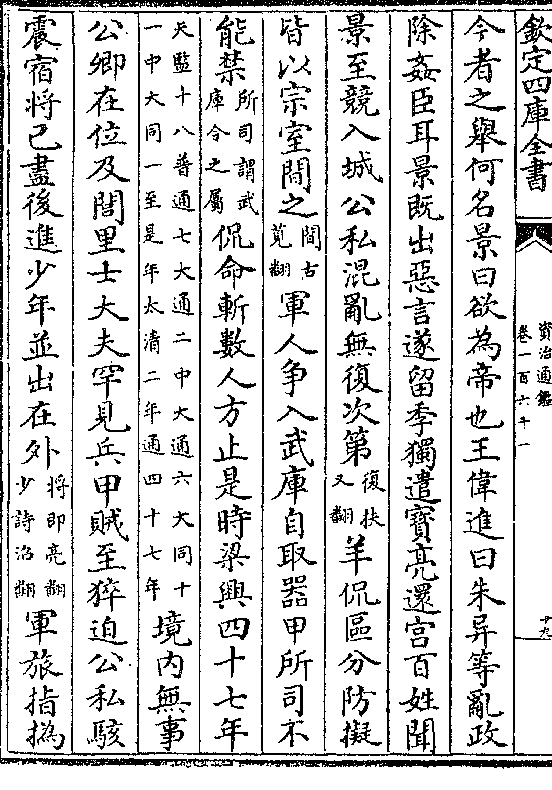 欽定四庫全書
資治通鑑
卷一百六十一
十九
今者之舉何名景曰欲為帝也王偉進曰朱异等亂政
除姦臣耳景既出惡言遂留季獨遣寶亮還宫百姓聞
景至競入城公私混亂無復次第復扶又翻羊侃區分防擬
皆以宗室間之間古莧翻軍人争入武庫自取器甲所司不
能禁所司謂武庫令之屬侃命斬數人方止是時梁興四十七年
天監十八普通七大通二中大通六大同十一中大同一至是年太清二年通四十七年境内無事
公卿在位及閭里士大夫罕見兵甲賊至猝迫公私駭
震宿将已盡後進少年並出在外将即亮翻少詩沼翻軍旅指撝